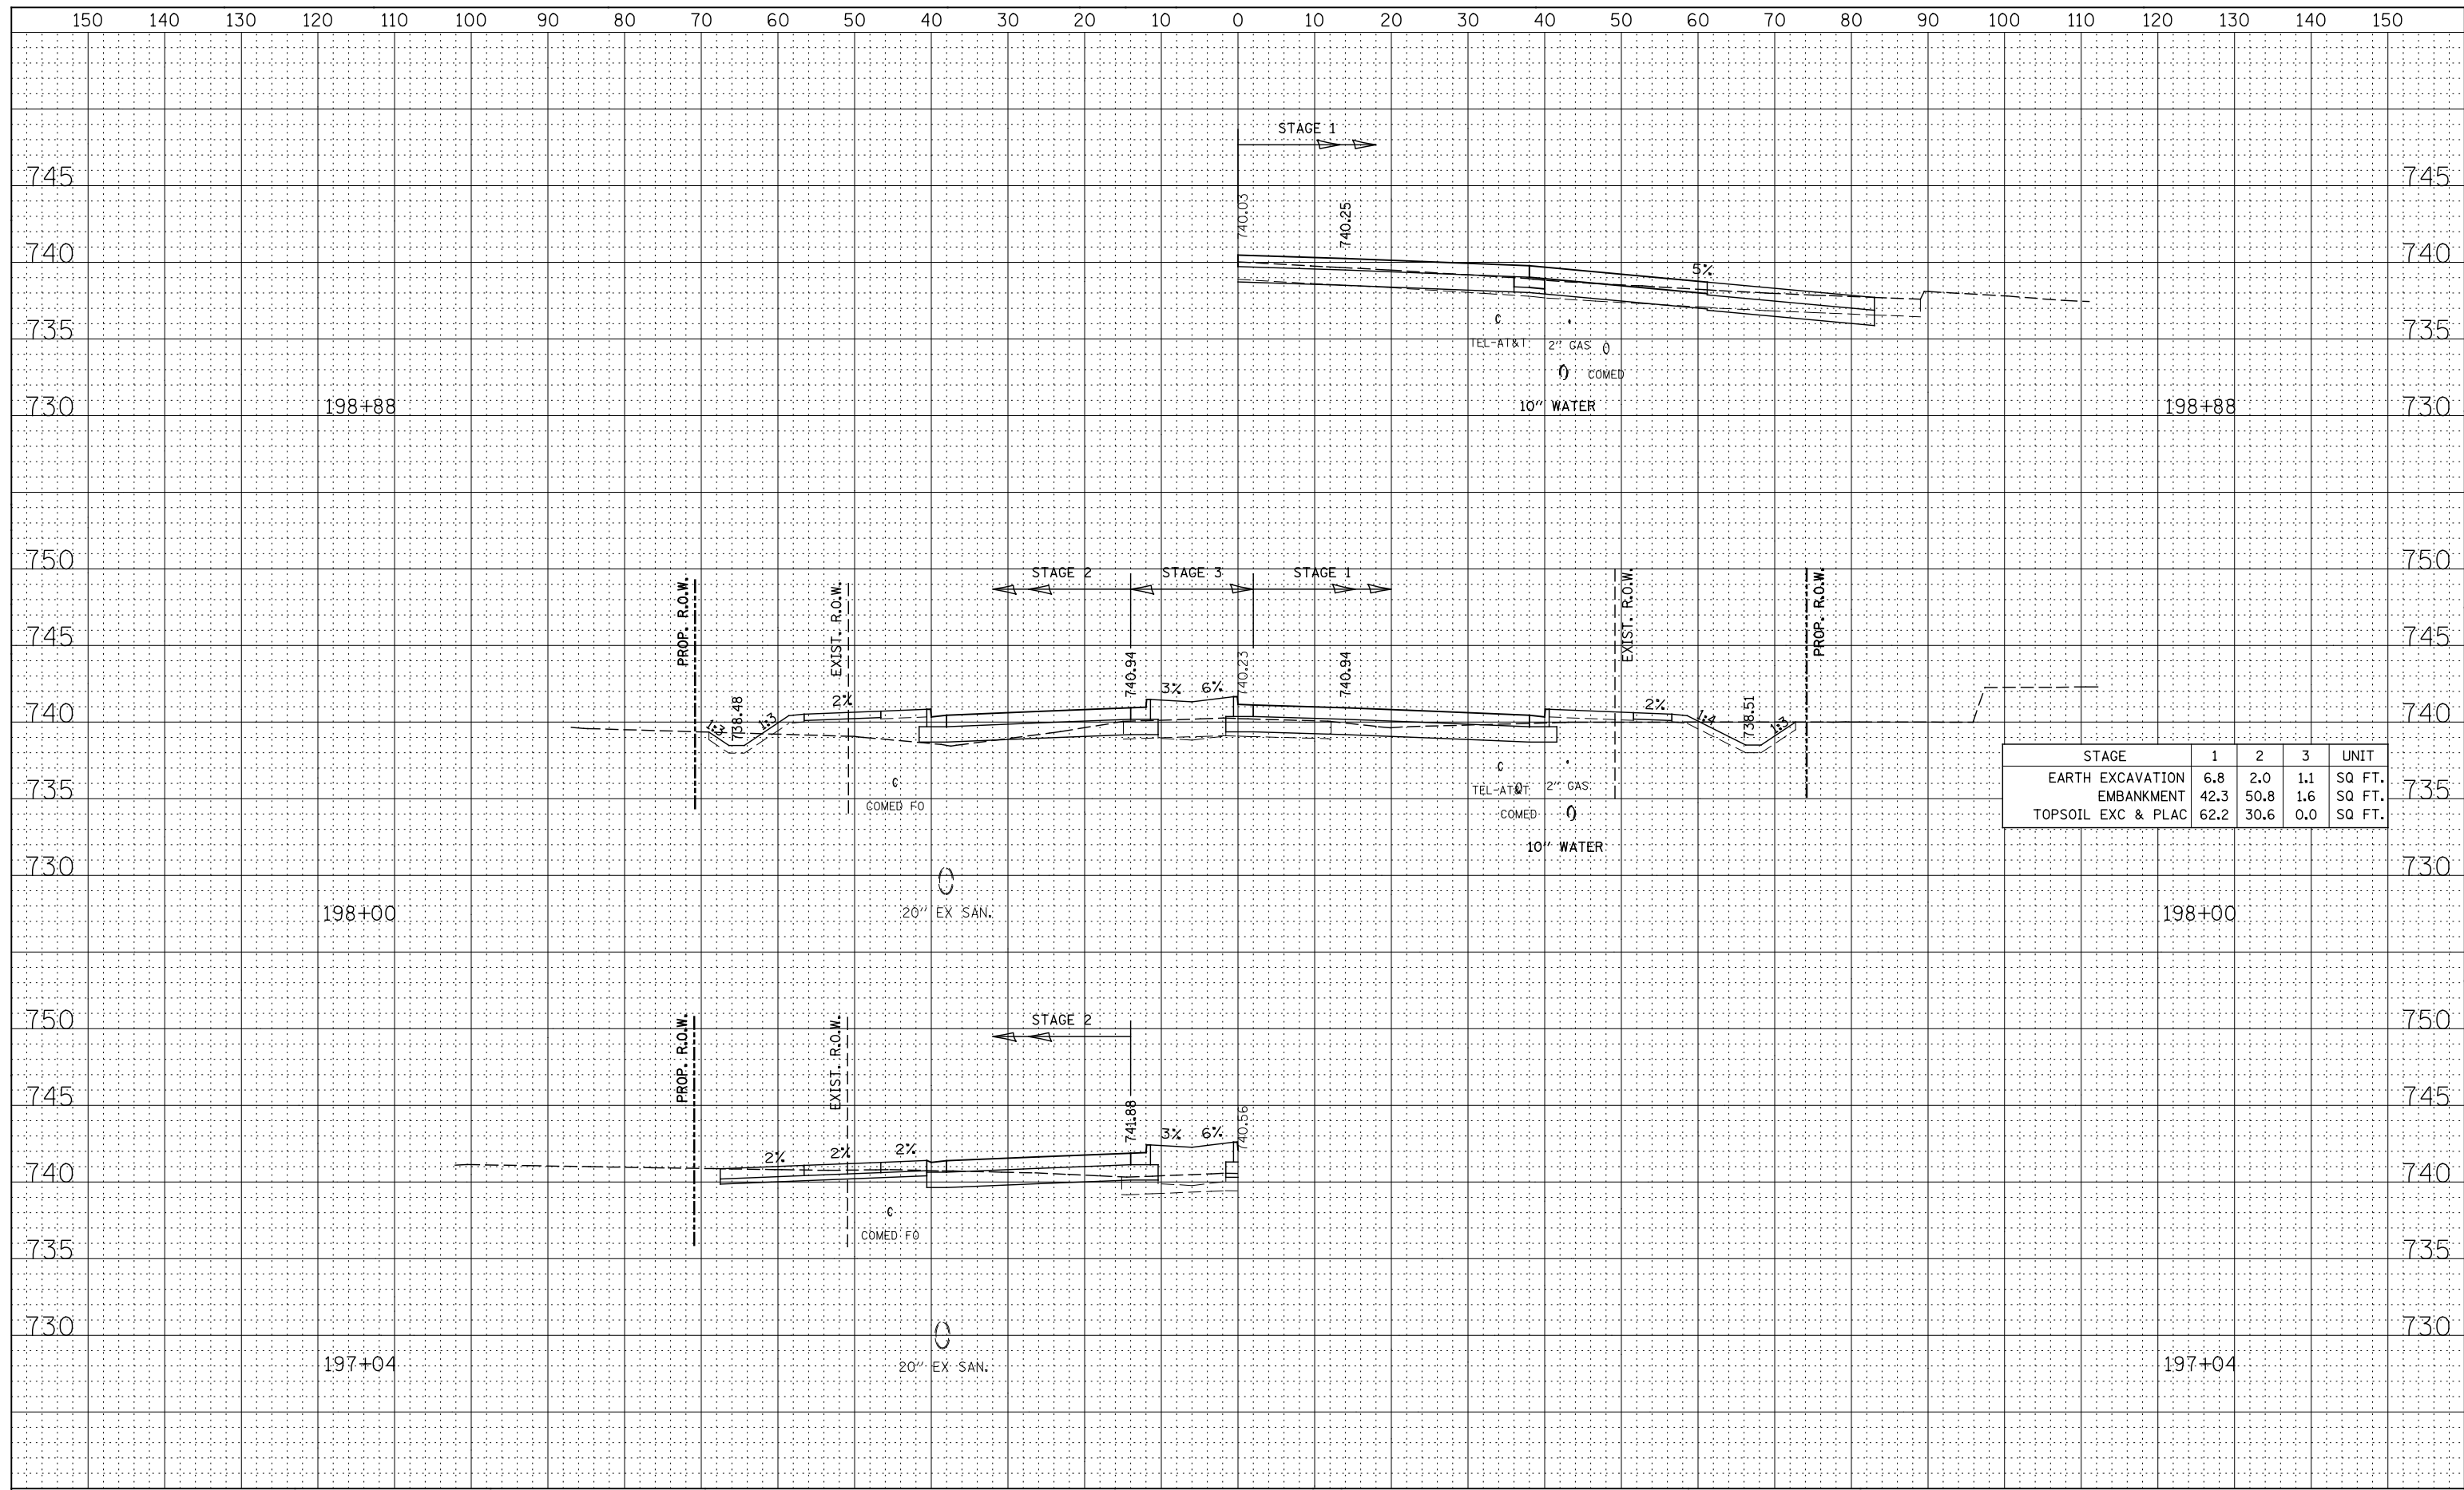 150 140 130 120 110 100 90 80 70 60 50 40 30 20 10 0 10 20 30 40 50 60 70 80 90 100 110 120 130 140 150
STAGE 1
745 745
740.03 740.25
740 740
5%
735 735
TEL-AT&T 2" GAS
COMED
730 198+88 10" WATER 198+88 730
750 750
STAGE 2 STAGE 3 STAGE 1
PROP. R.O.W. EXIST. R.O.W. EXIST. R.O.W. PROP. R.O.W.
745 745
740.94 740.23 740.94
2% 3% 6% 2%
740 740
1:3 738.48 1:3 1:4 738.51 1:3
STAGE 1 2 3 UNIT
EARTH EXCAVATION 6.8 2.0 1.1 SQ FT.
EMBANKMENT 42.3 50.8 1.6 SQ FT.
TOPSOIL EXC & PLAC 62.2 30.6 0.0 SQ FT.
735 735
COMED FO TEL-AT&T 2" GAS
COMED
10" WATER
730 730
198+00 20" EX SAN. 198+00
750 750
STAGE 2
PROP. R.O.W. EXIST. R.O.W.
745 745
741.88 740.56
2% 2% 2% 3% 6%
740 740
COMED FO
735 735
730 730
197+04 20" EX SAN. 197+04